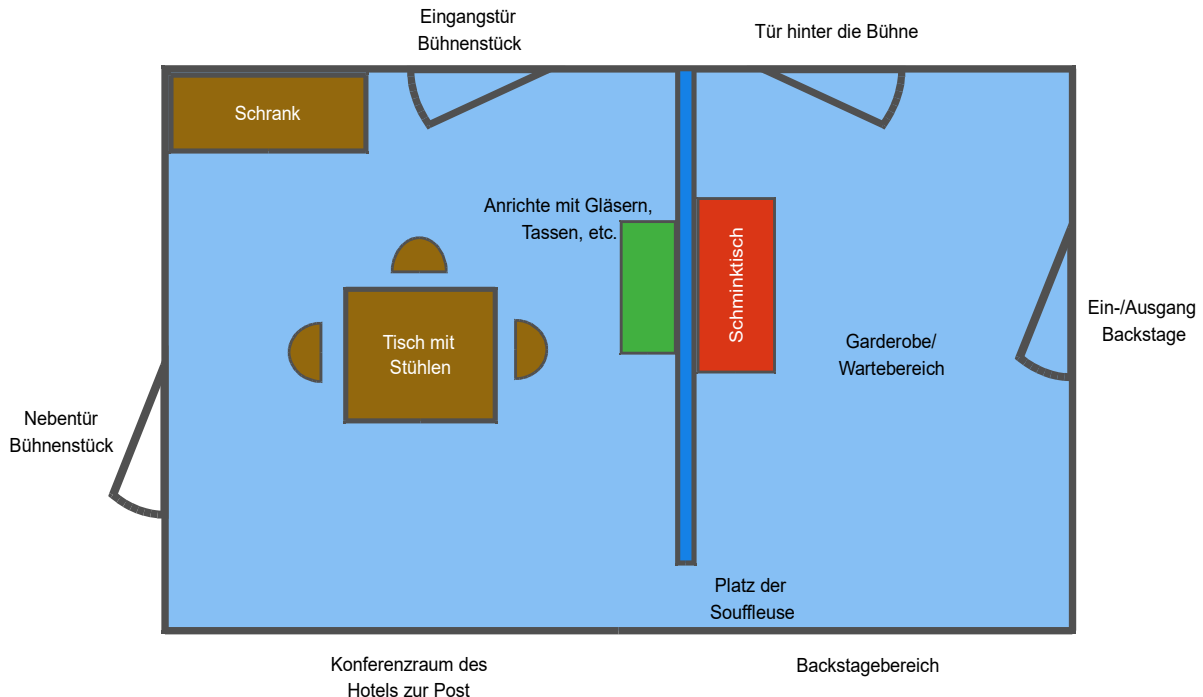 Eingangstür
Bühnenstück
Tür hinter die Bühne
Schrank
Anrichte mit Gläsern,
Tassen, etc.
Schminktisch
Ein-/Ausgang
Backstage
Garderobe/
Wartebereich
Tisch mit
Stühlen
Nebentür
Bühnenstück
Platz der
Souffleuse
Konferenzraum des
Hotels zur Post
Backstagebereich